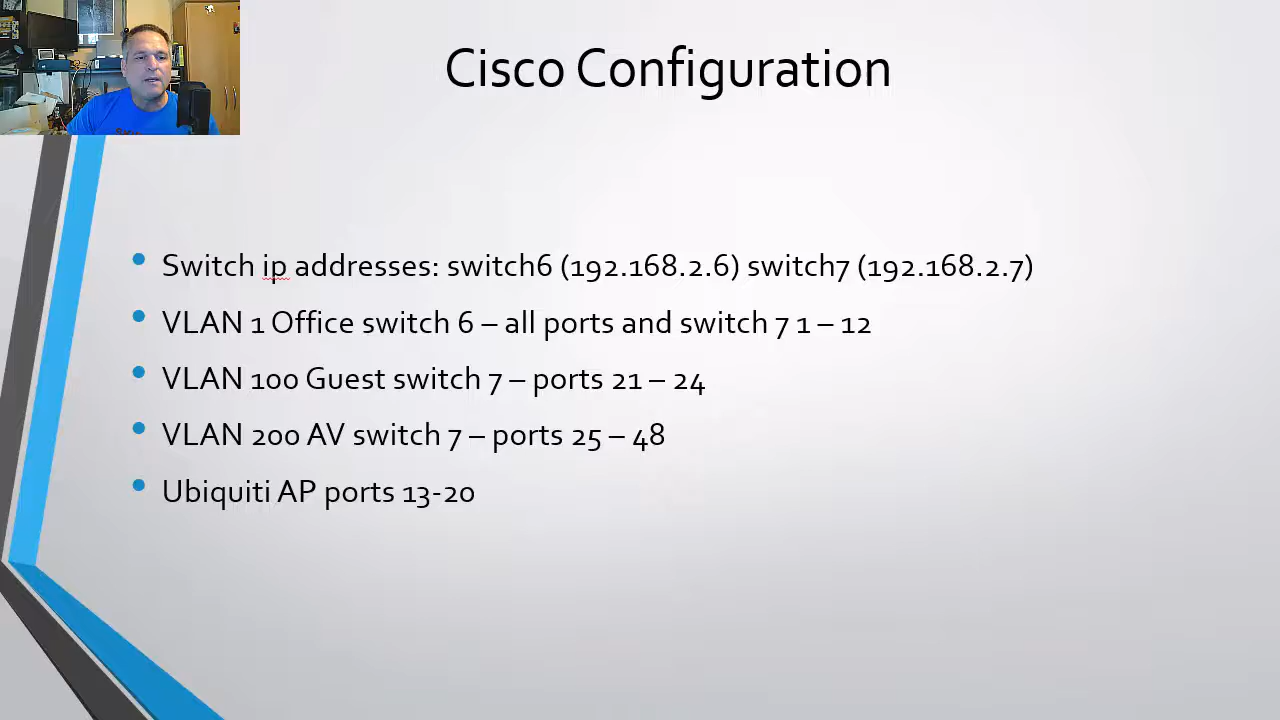 Cisco Configuration
Switch ip addresses: switch6 (192.168.2.6) switch7 (192.168.2.7)
VLAN 1 Office switch 6 – all ports and switch 7 1 – 12
VLAN 100 Guest switch 7 – ports 21 – 24
VLAN 200 AV switch 7 – ports 25 – 48
Ubiquiti AP ports 13-20